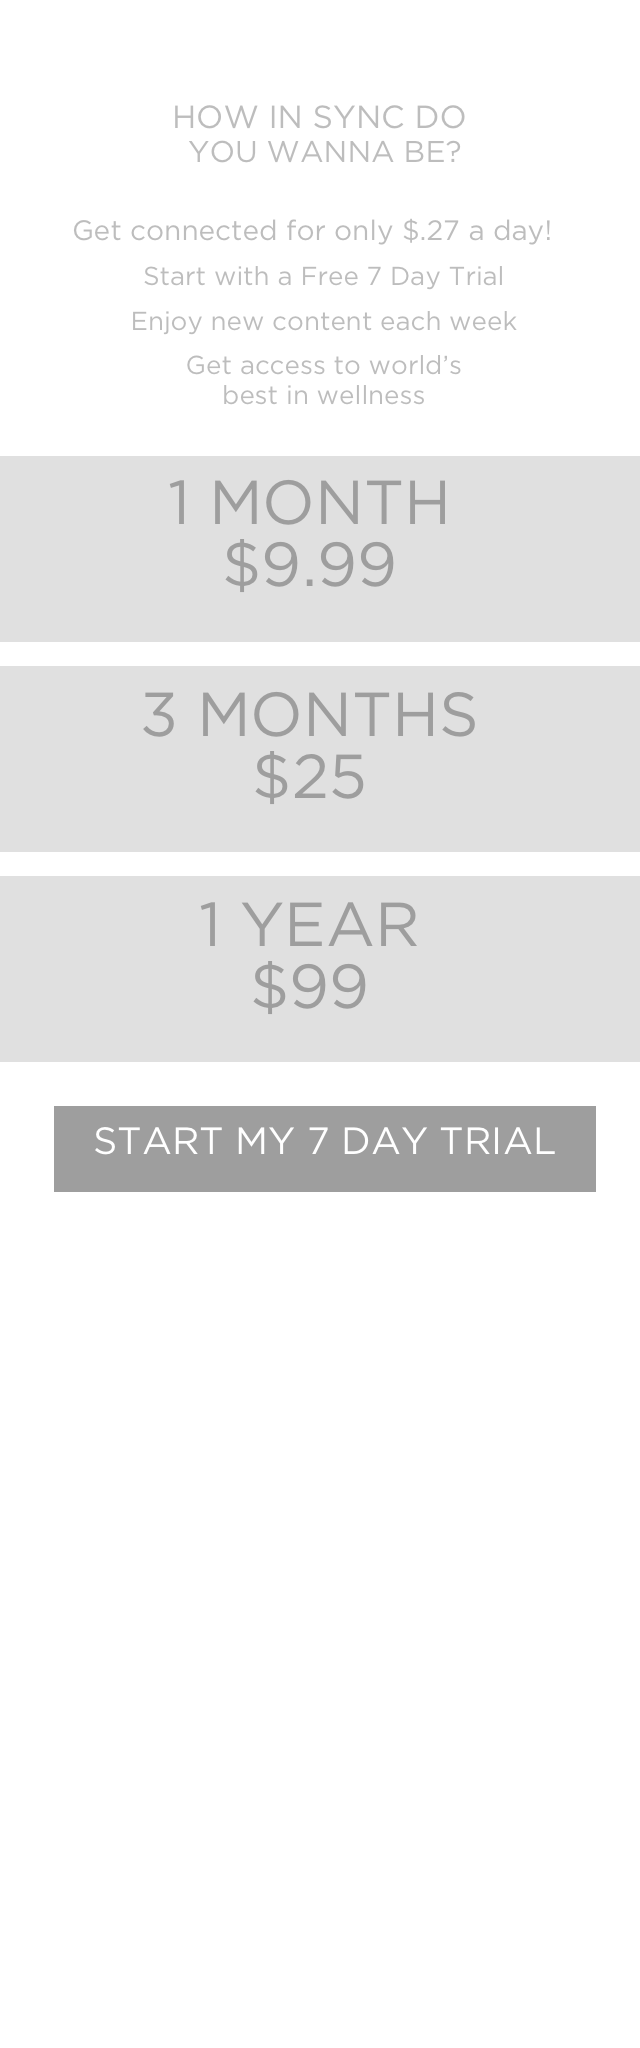 HOW IN SYNC DO
YOU WANNA BE?
Get connected for only $.27 a day!
Start with a Free 7 Day Trial
Enjoy new content each week
Get access to world’s
best in wellness
1 MONTH
$9.99
3 MONTHS
$25
1 YEAR
$99
START MY 7 DAY TRIAL